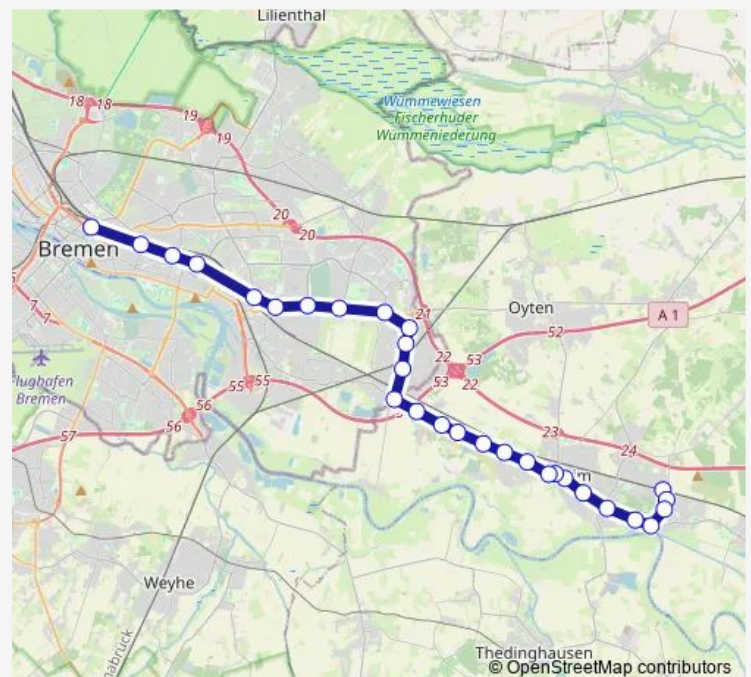 Lilienthal
18
18
19
19
Wümmewiesen
Fischerhuder
Wümmeniederung
20
20
Bremen
7
7
21
Oyten
A 1
52
22
53
53
22
Flughafen
Bremen
55
55
56
56
57
23
24
Weyhe
Thedinghausen
© OpenStreetMap contributors